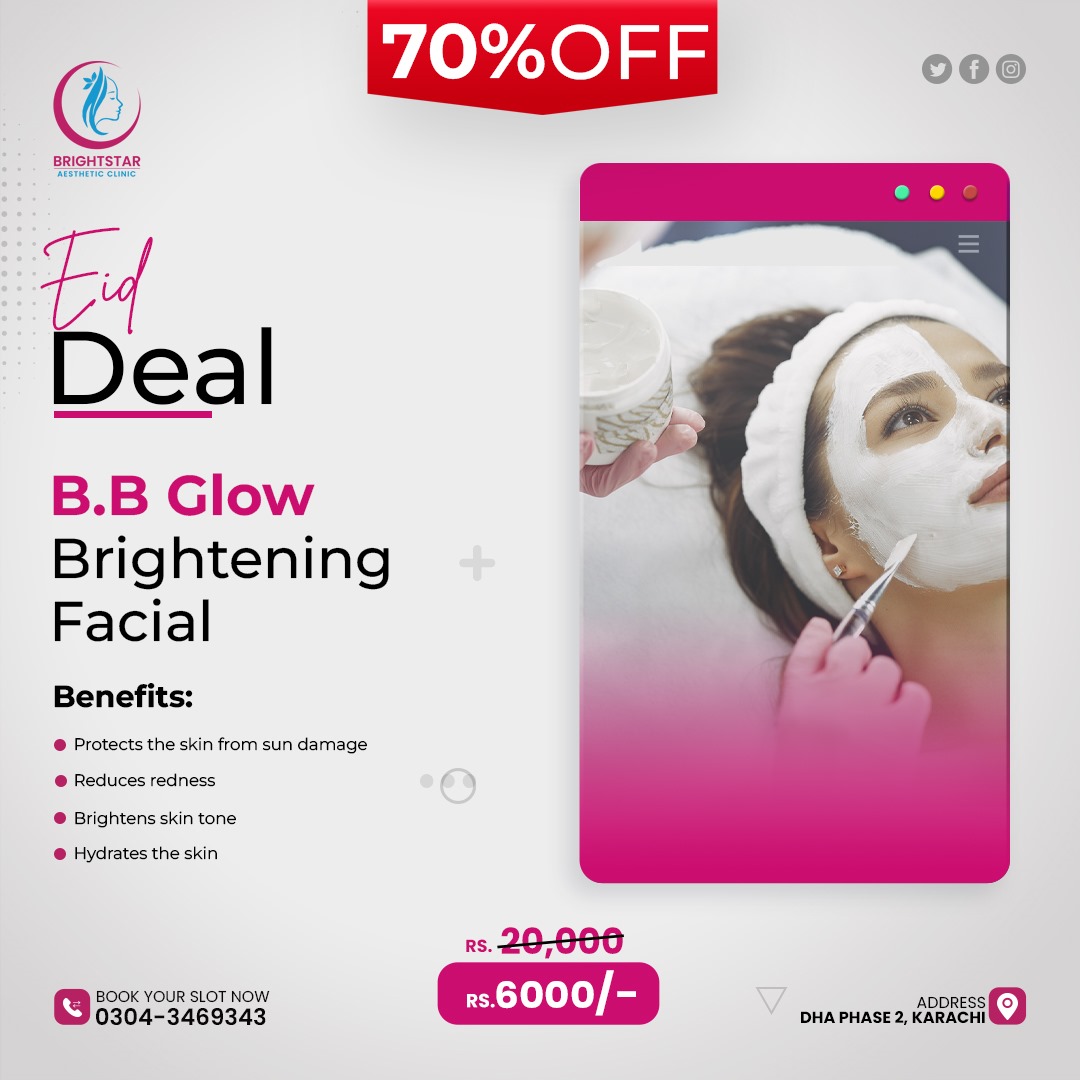 70%OFF
BRIGHTSTAR
AESTHETIC CLINIC
Eid
Deal
B.B Glow
Brightening
Facial
Benefits:
Protects the skin from sun damage
Reduces redness
Brightens skin tone
Hydrates the skin
RS. 20,000
RS.6000/-
BOOK YOUR SLOT NOW
0304-3469343
ADDRESS
DHA PHASE 2, KARACHI